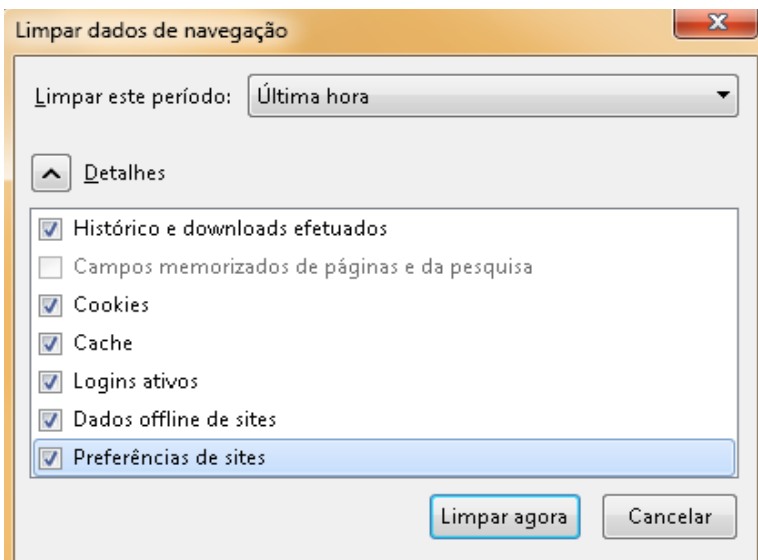 Limpar dados de navegação
Limpar este período: Última hora
Detalhes
Histórico e downloads efetuados
Campos memorizados de páginas e da pesquisa
Cookies
Cache
Logins ativos
Dados offline de sites
Preferências de sites
Limpar agora Cancelar